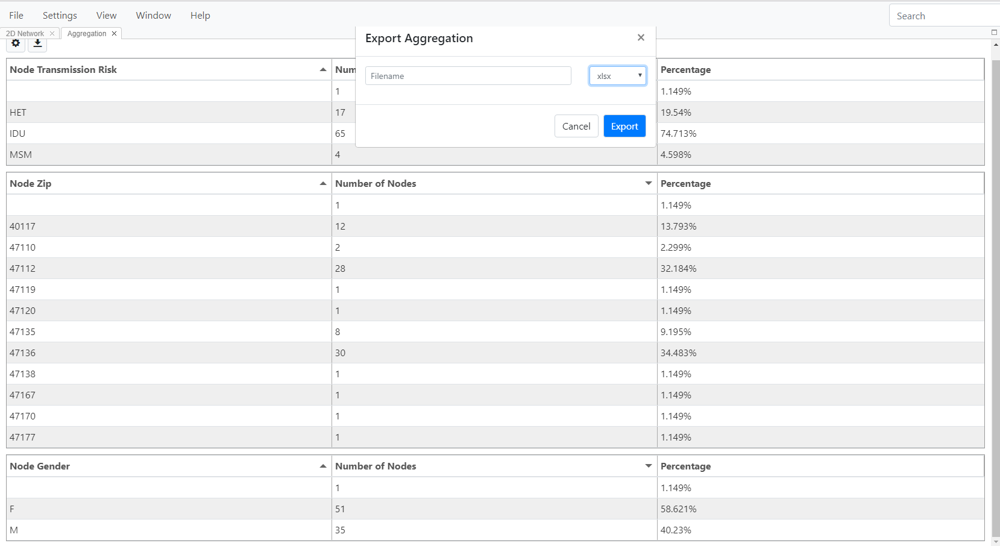 File Settings View Window Help Search
2D Network × Aggregation ×
Export Aggregation ×
Filename xlsx
Cancel Export
Node Transmission Risk Num Percentage
1 1.149%
HET 17 19.54%
IDU 65 74.713%
MSM 4 4.598%
Node Zip Number of Nodes Percentage
1 1.149%
40117 12 13.793%
47110 2 2.299%
47112 28 32.184%
47119 1 1.149%
47120 1 1.149%
47135 8 9.195%
47136 30 34.483%
47138 1 1.149%
47167 1 1.149%
47170 1 1.149%
47177 1 1.149%
Node Gender Number of Nodes Percentage
1 1.149%
F 51 58.621%
M 35 40.23%